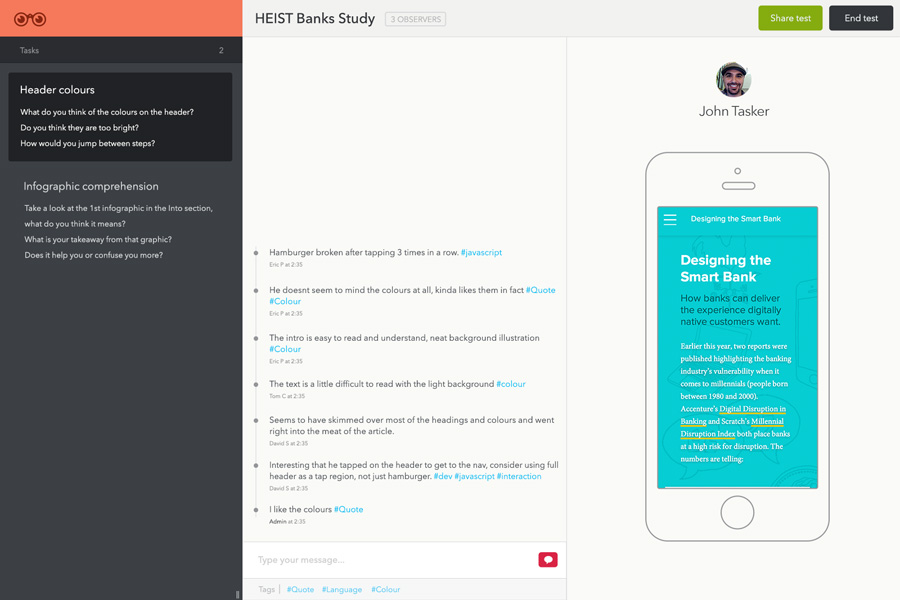 HEIST Banks Study
3 OBSERVERS
Share test
End test
Tasks
2
Header colours
What do you think of the colours on the header?
Do you think they are too bright?
How would you jump between steps?
Infographic comprehension
Take a look at the 1st infographic in the Into section,
what do you think it means?
What is your takeaway from that graphic?
Does it help you or confuse you more?
Hamburger broken after tapping 3 times in a row. #javascript
Eric P at 2:35
He doesnt seem to mind the colours at all, kinda likes them in fact #Quote
#Colour
Eric P at 2:35
The intro is easy to read and understand, neat background illustration
#Colour
Eric P at 2:35
The text is a little difficult to read with the light background #colour
Tom C at 2:35
Seems to have skimmed over most of the headings and colours and went
right into the meat of the article.
David S at 2:35
Interesting that he tapped on the header to get to the nav, consider using full
header as a tap region, not just hamburger. #dev #javascript #interaction
David S at 2:35
I like the colours #Quote
Admin at 2:35
Type your message...
Tags
#Quote
#Language
#Colour
John Tasker
Designing the Smart Bank
Designing the
Smart Bank
How banks can deliver
the experience digitally
native customers want.
Earlier this year, two reports were
published highlighting the banking
industry's vulnerability when it
comes to millennials (people born
between 1980 and 2000).
Accenture's Digital Disruption in
Banking and Scratch's Millennial
Disruption Index both place banks
at a high risk for disruption. The
numbers are telling: